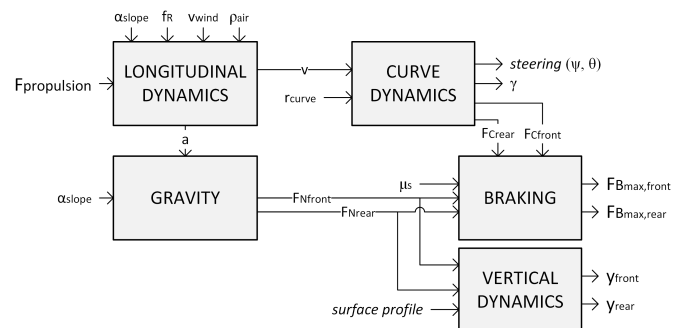 αslope fR vwind ρair
Fpropulsion
LONGITUDINAL
DYNAMICS
v
rcurve
CURVE
DYNAMICS
steering (ψ, θ)
γ
FCrear FCfront
a
αslope
GRAVITY
FNfront
FNrear
μs
BRAKING
FBmax,front
FBmax,rear
surface profile
VERTICAL
DYNAMICS
yfront
yrear